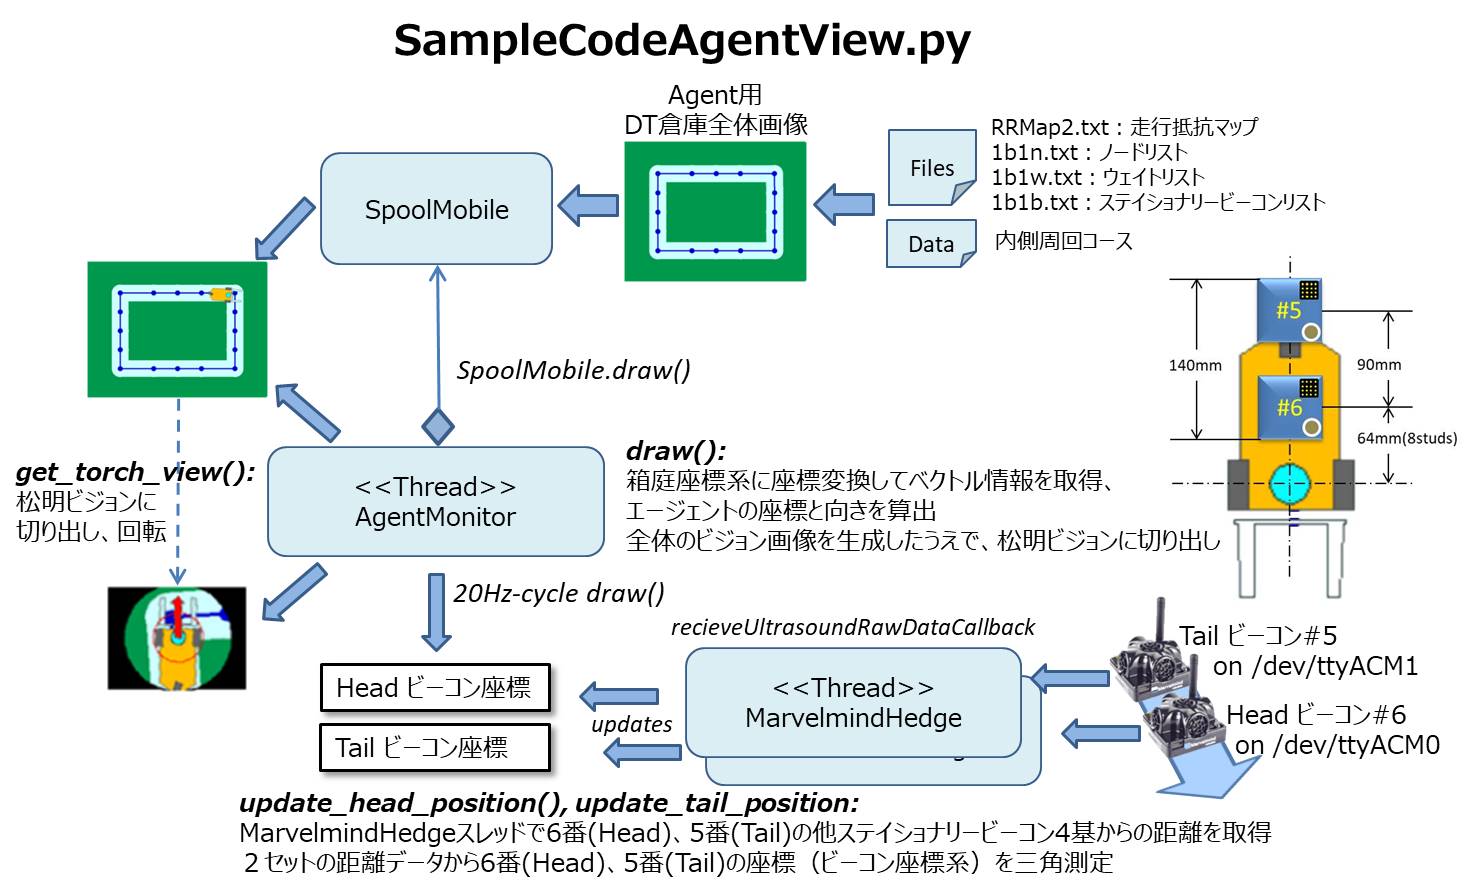 SampleCodeAgentView.py
Agent用
DT倉庫全体画像
Files
RRMap2.txt：走行抵抗マップ
1b1n.txt：ノードリスト
1b1w.txt：ウェイトリスト
1b1b.txt：ステイショナリービーコンリスト
Data
内側周回コース
SpoolMobile
SpoolMobile.draw()
#5
140mm
90mm
#6
64mm(8studs)
get_torch_view():
松明ビジョンに
切り出し、回転
<<Thread>>
AgentMonitor
draw():
箱庭座標系に座標変換してベクトル情報を取得、
エージェントの座標と向きを算出
全体のビジョン画像を生成したうえで、松明ビジョンに切り出し
20Hz-cycle draw()
recieveUltrasoundRawDataCallback
Head ビーコン座標
Tail ビーコン座標
updates
<<Thread>>
MarvelmindHedge
Tail ビーコン#5
on /dev/ttyACM1
Head ビーコン#6
on /dev/ttyACM0
update_head_position(), update_tail_position:
MarvelmindHedgeスレッドで6番(Head)、5番(Tail)の他ステイショナリービーコン4基からの距離を取得
２セットの距離データから6番(Head)、5番(Tail)の座標（ビーコン座標系）を三角測定